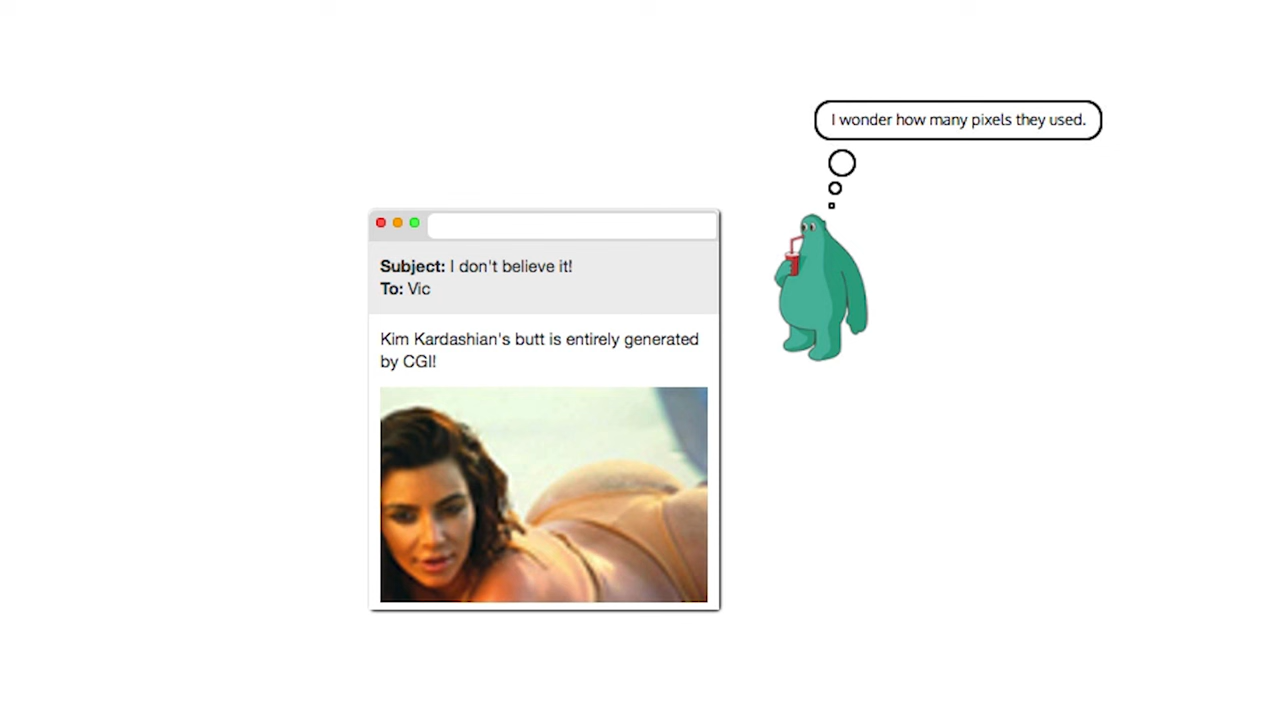 I wonder how many pixels they used.
Subject: I don't believe it!
To: Vic
Kim Kardashian's butt is entirely generated
by CGI!